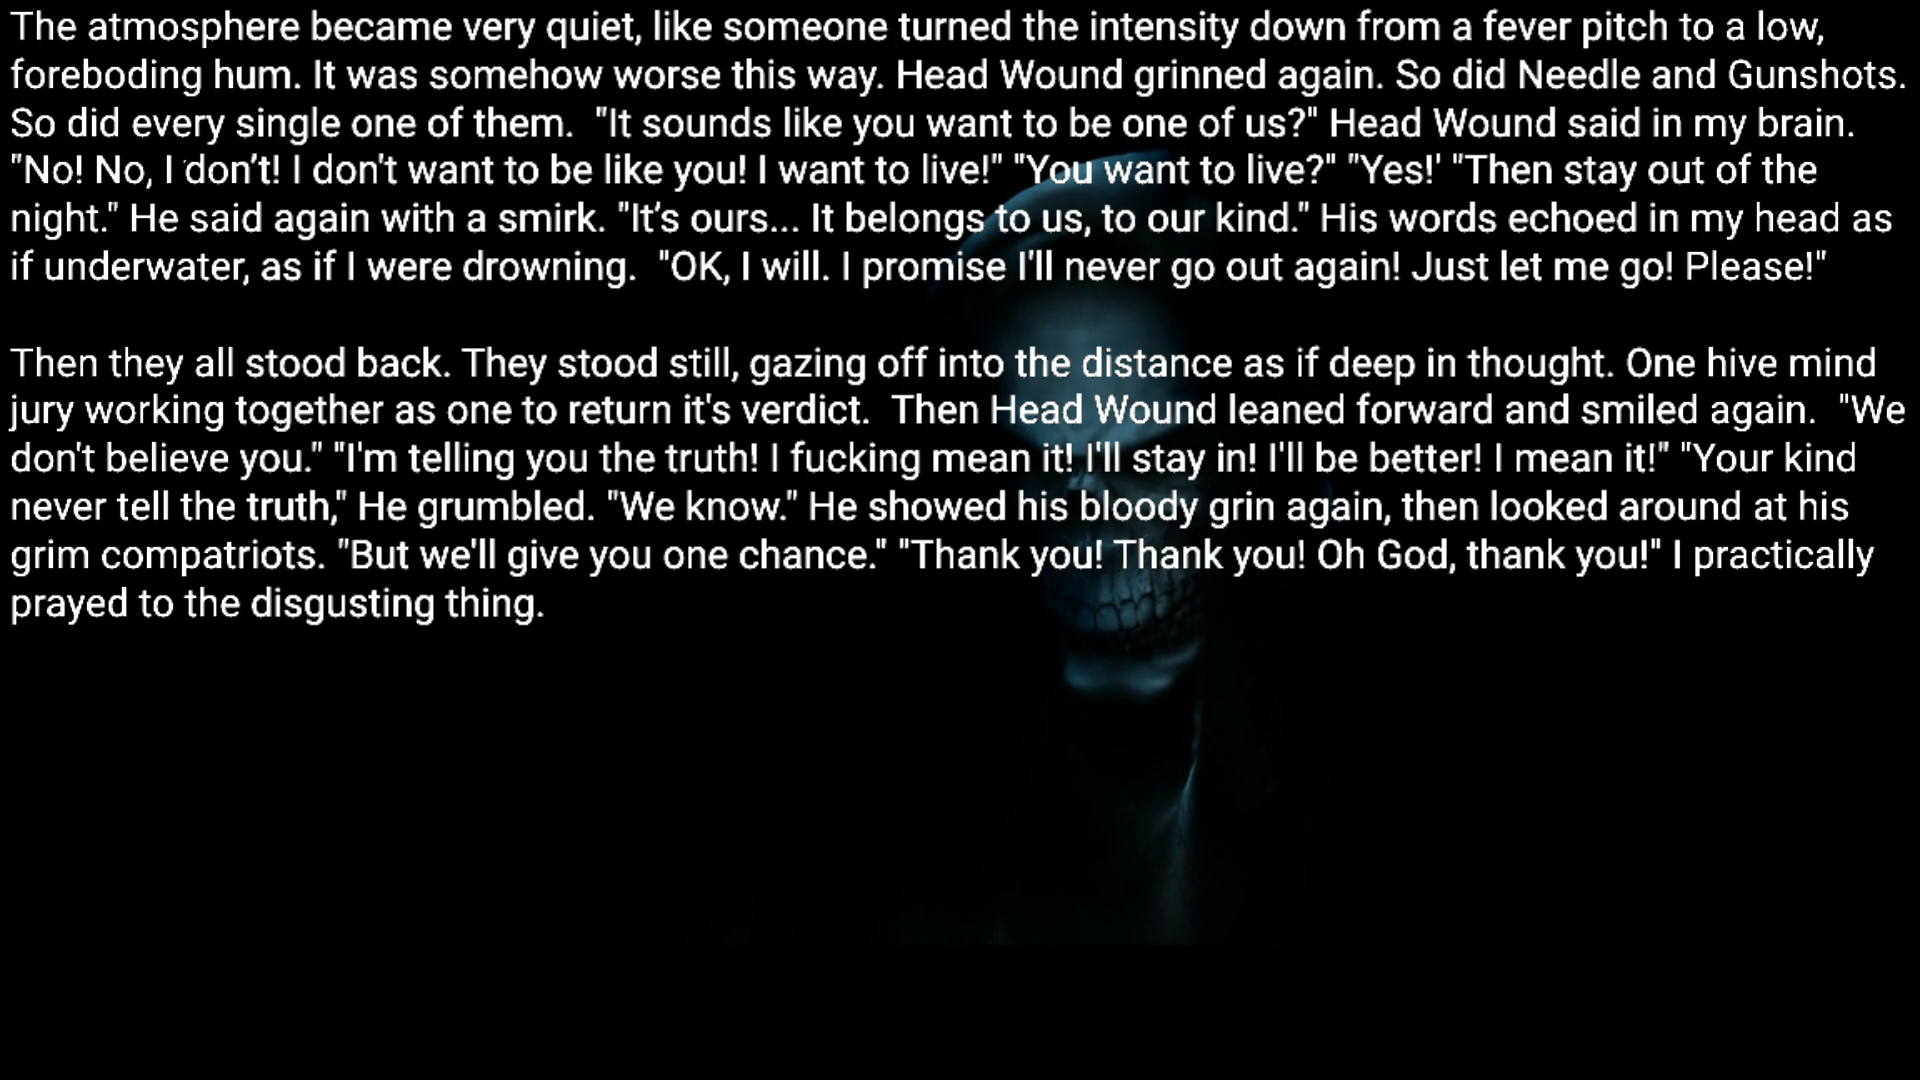 The atmosphere became very quiet, like someone turned the intensity down from a fever pitch to a low,
foreboding hum. It was somehow worse this way. Head Wound grinned again. So did Needle and Gunshots.
So did every single one of them.  "It sounds like you want to be one of us?" Head Wound said in my brain.
"No! No, I don’t! I don't want to be like you! I want to live!" "You want to live?" "Yes!' "Then stay out of the
night." He said again with a smirk. "It’s ours... It belongs to us, to our kind." His words echoed in my head as
if underwater, as if I were drowning.  "OK, I will. I promise I'll never go out again! Just let me go! Please!"

Then they all stood back. They stood still, gazing off into the distance as if deep in thought. One hive mind
jury working together as one to return it's verdict.  Then Head Wound leaned forward and smiled again.  "We
don't believe you." "I'm telling you the truth! I fucking mean it! I'll stay in! I'll be better! I mean it!" "Your kind
never tell the truth," He grumbled. "We know." He showed his bloody grin again, then looked around at his
grim compatriots. "But we'll give you one chance." "Thank you! Thank you! Oh God, thank you!" I practically
prayed to the disgusting thing.